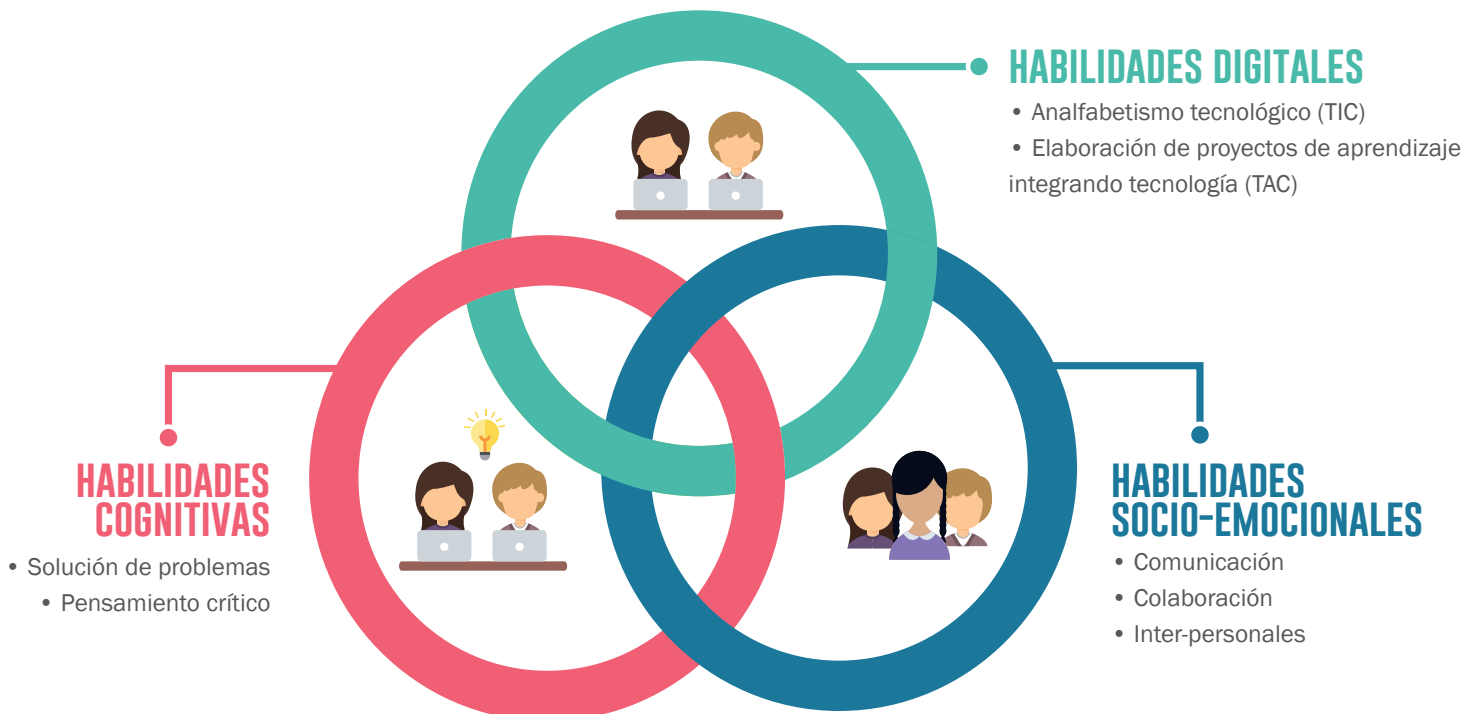 HABILIDADES DIGITALES
• Analfabetismo tecnológico (TIC)
• Elaboración de proyectos de aprendizaje
integrando tecnología (TAC)
HABILIDADES
COGNITIVAS
• Solución de problemas
• Pensamiento crítico
HABILIDADES
SOCIO-EMOCIONALES
• Comunicación
• Colaboración
• Inter-personales